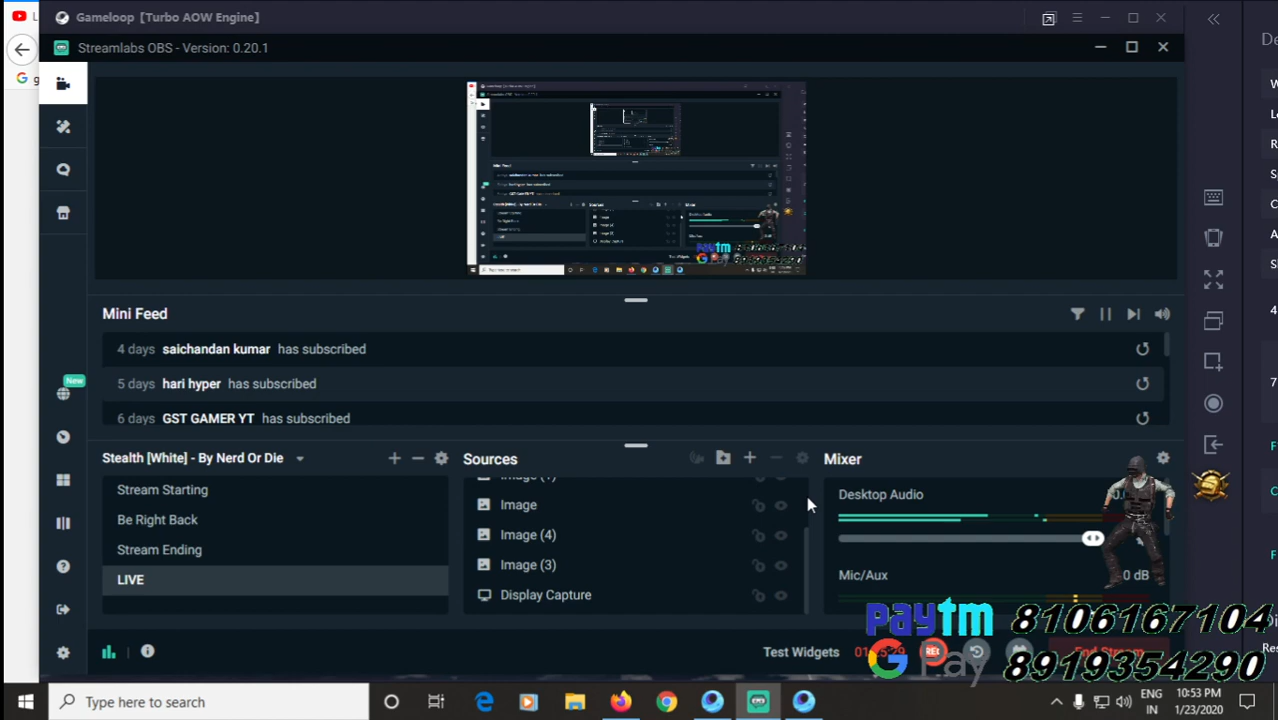 Gameloop [Turbo AOW Engine]
Streamlabs OBS - Version: 0.20.1
Mini Feed
4 days saichandan kumar has subscribed
5 days hari hyper has subscribed
6 days GST GAMER YT has subscribed
New
Stealth [White] - By Nerd Or Die
Stream Starting
Be Right Back
Stream Ending
LIVE
Sources
Image
Image (4)
Image (3)
Display Capture
Mixer
Desktop Audio
Mic/Aux
0 dB
paytm 8106167104
G Pay 8919354290
Test Widgets
REC
End Stream
Type here to search
ENG
IN
10:53 PM
1/23/2020